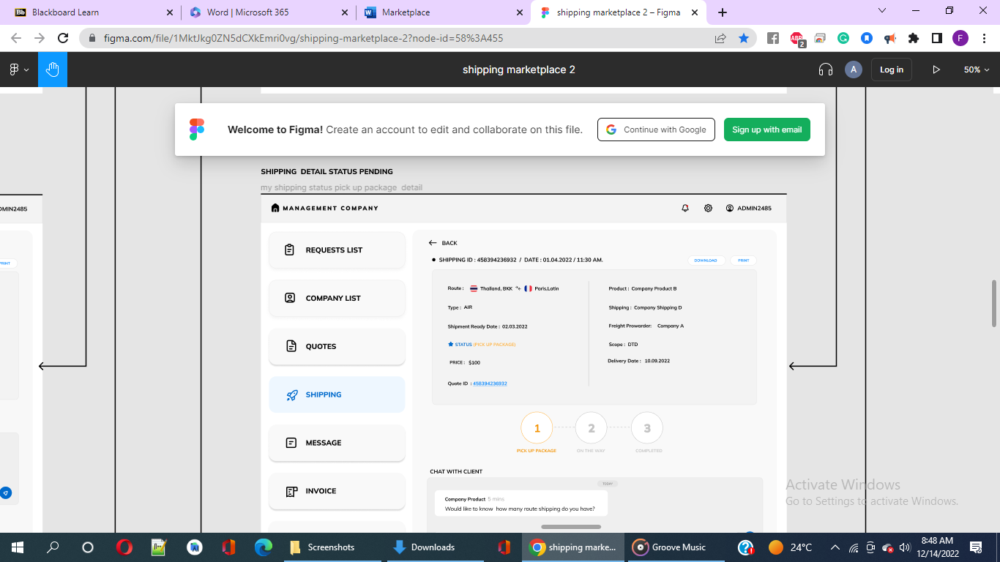 Bb Blackboard Learn
Word | Microsoft 365
Marketplace
shipping marketplace 2 – Figma
figma.com/file/1MktJkg0ZN5dCXkEmri0vg/shipping-marketplace-2?node-id=58%3A455
ABP
2
F
shipping marketplace 2
A
Log in
50%
Welcome to Figma! Create an account to edit and collaborate on this file.
Continue with Google
Sign up with email
SHIPPING DETAIL STATUS PENDING
my shipping status pick up package detail
DMIN2485
MANAGEMENT COMPANY
ADMIN2485
REQUESTS LIST
COMPANY LIST
QUOTES
SHIPPING
MESSAGE
INVOICE
BACK
SHIPPING ID : 458394236932 / DATE : 01.04.2022 / 11:30 AM.
DOWNLOAD
PRINT
PRINT
Route : Thailand, BKK Paris,Latin
Type : AIR
Shipment Ready Date : 02.03.2022
STATUS (PICK UP PACKAGE)
PRICE : $100
Quote ID : 458394236932
Product : Company Product B
Shipping : Company Shipping D
Freight Prowarder: Company A
Scope : DTD
Delivery Date : 10.09.2022
1
2
3
PICK UP PACKAGE
ON THE WAY
COMPLETED
CHAT WITH CLIENT
TODAY
Company Product 5 mins
Would like to know how many route shipping do you have?
Activate Windows
Go to Settings to activate Windows.
Screenshots
Downloads
shipping marke...
Groove Music
24°C
8:48 AM
12/14/2022